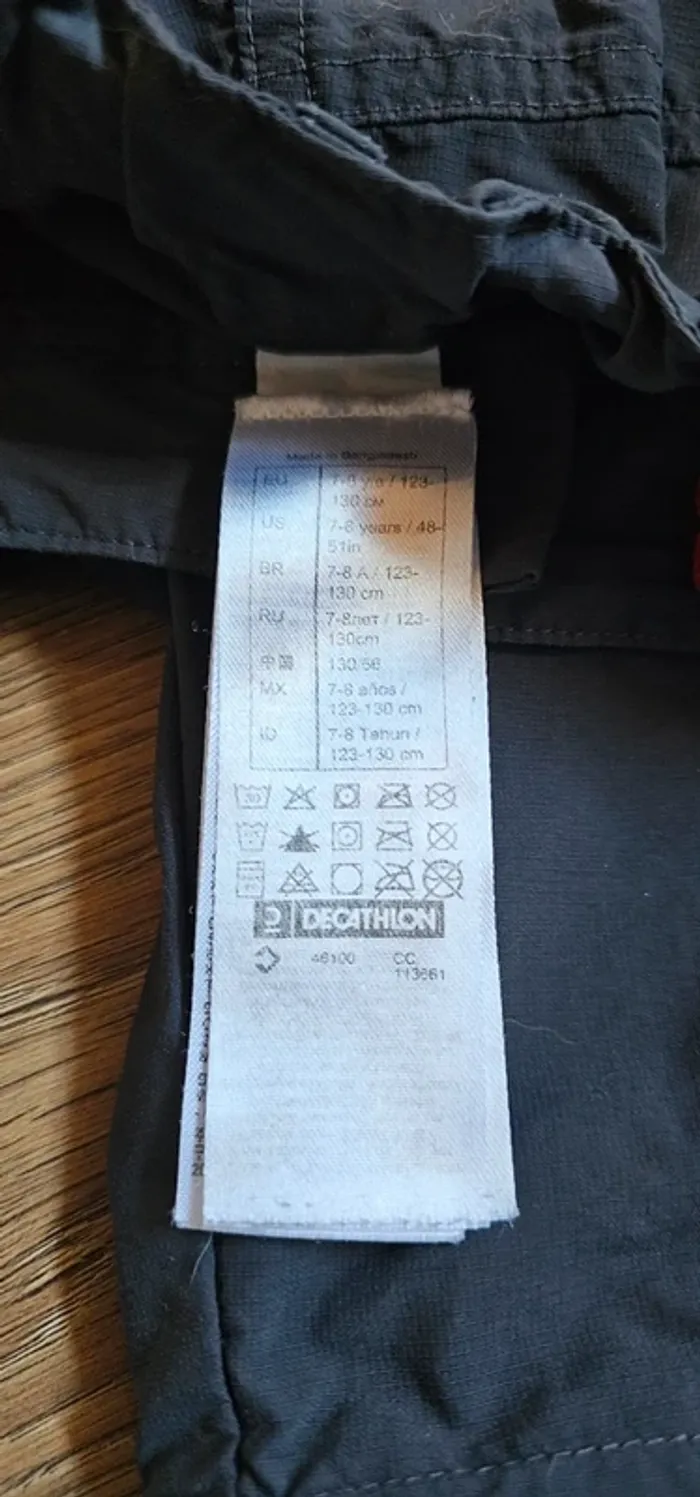 Made in Bangladesh
EU 7-8 yrs / 123-
130 cм
US 7-8 years / 48-
51in
BR 7-8 A / 123-
130 cm
RU 7-8лет / 123-
130cm
中国 130/56
MX 7-8 años /
123-130 cm
ID 7-8 Tahun /
123-130 cm
30
DECATHLON
46100 CC
113661